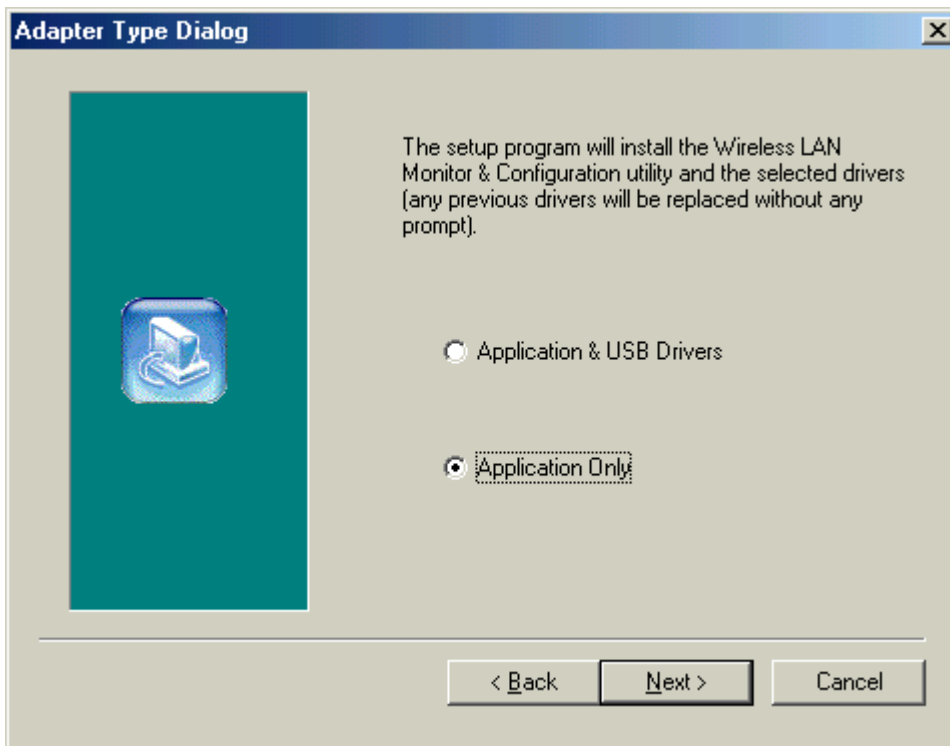 Adapter Type Dialog
The setup program will install the Wireless LAN
Monitor & Configuration utility and the selected drivers
(any previous drivers will be replaced without any
prompt).
Application & USB Drivers
Application Only
< Back
Next >
Cancel